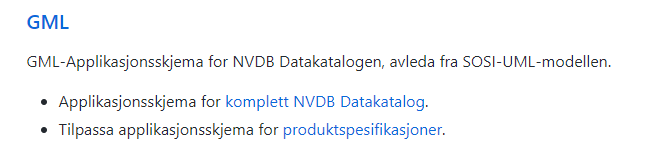 GML
GML-Applikasjonsskjema for NVDB Datakatalogen, avleda fra SOSI-UML-modellen.
• Applikasjonsskjema for komplett NVDB Datakatalog.
• Tilpassa applikasjonsskjema for produktspesifikasjoner.